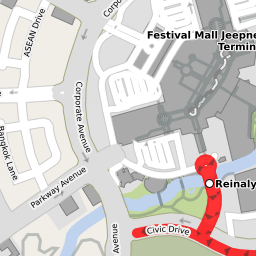 Festival Mall Jeepne
Termin
ASEAN Drive
Corporate Avenue
Bangkok Lane
Parkway Avenue
Reinaly
Civic Drive
Avenue